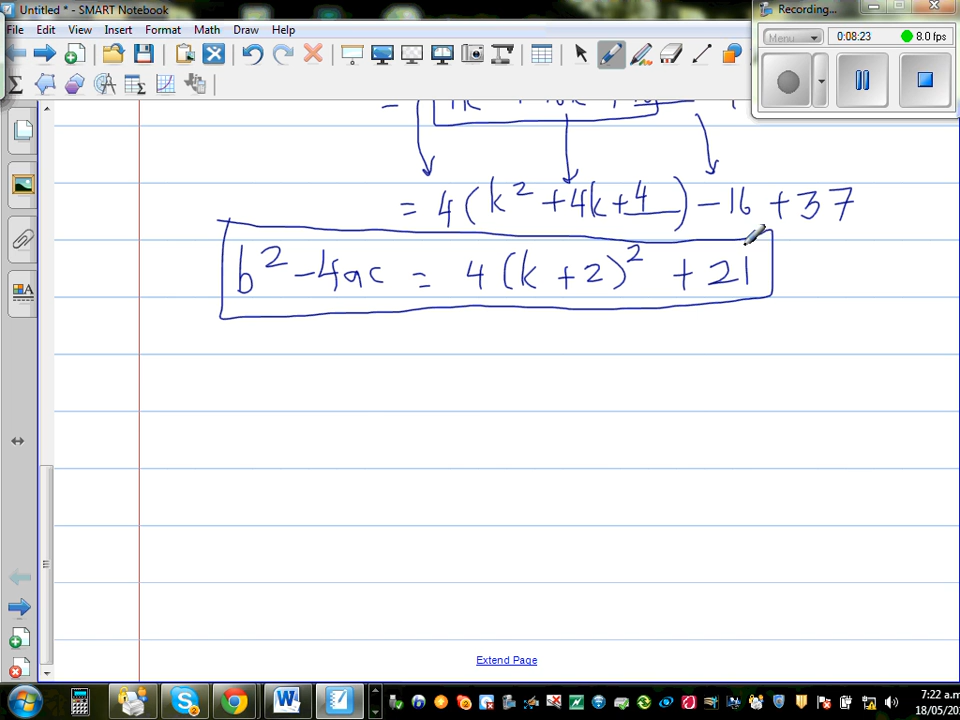 Untitled * - SMART Notebook
Recording...
File Edit View Insert Format Math Draw Help
Menu 0:08:23 8.0 fps
= 4(k² + 4k + 4) - 16 + 37
b² - 4ac = 4(k + 2)² + 21
Extend Page
7:22 a.m
18/05/20